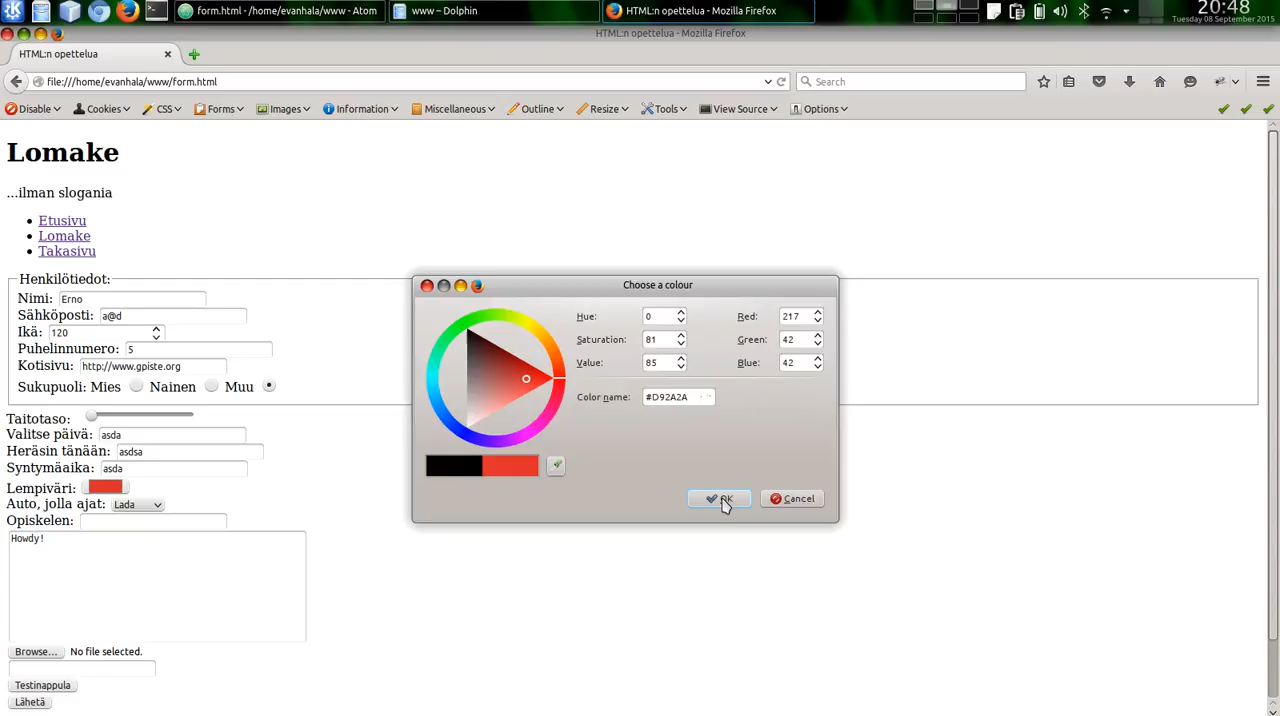 form.html - /home/evanhala/www - Atom
www – Dolphin
HTML:n opettelua - Mozilla Firefox
20:48
Tuesday 08 September 2015
HTML:n opettelua - Mozilla Firefox
HTML:n opettelua
file:///home/evanhala/www/form.html
Search
Disable Cookies CSS Forms Images Information Miscellaneous Outline Resize Tools View Source Options
Lomake
...ilman slogania
Etusivu
Lomake
Takasivu
Henkilötiedot:
Nimi: Erno
Sähköposti: a@d
Ikä: 120
Puhelinnumero: 5
Kotisivu: http://www.gpiste.org
Sukupuoli: Mies Nainen Muu
Taitotaso:
Valitse päivä: asda
Heräsin tänään: asdsa
Syntymäaika: asda
Lempiväri:
Auto, jolla ajat: Lada
Opiskelen:
Howdy!
Browse... No file selected.
Testinappula
Lähetä
Choose a colour
Hue: 0 Red: 217
Saturation: 81 Green: 42
Value: 85 Blue: 42
Color name: #D92A2A
OK Cancel